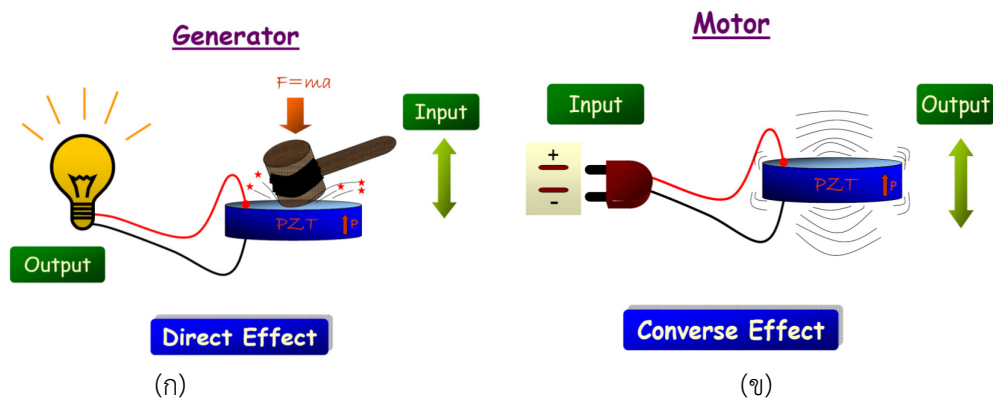 Generator
F=ma
Input
PZT
P
Output
Direct Effect
(ก)
Motor
Input
Output
+
-
PZT
P
Converse Effect
(ข)